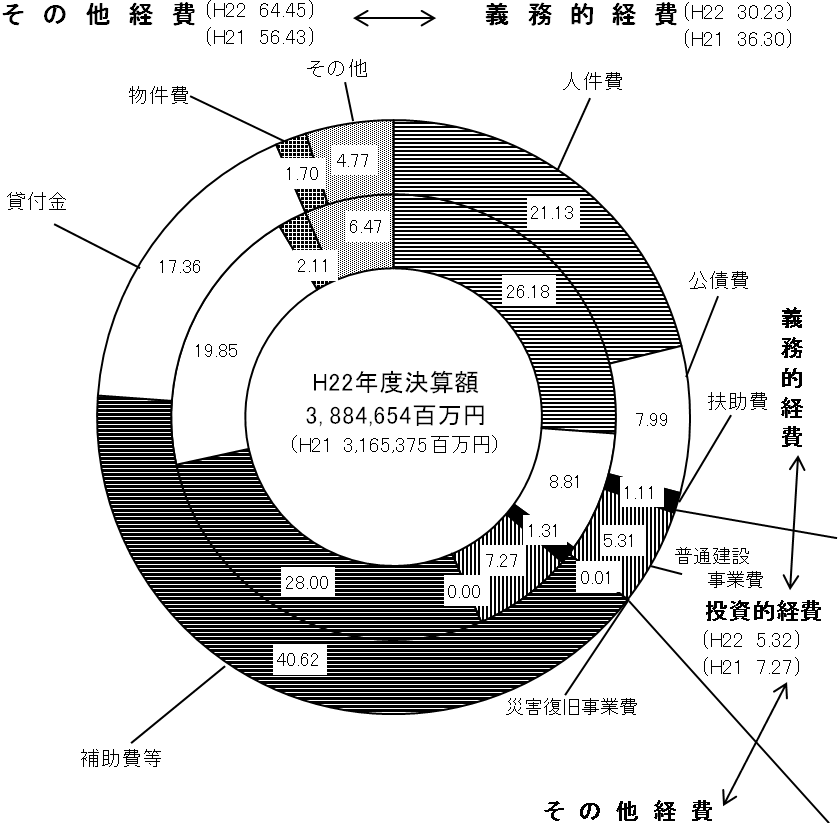 その他経費
(H22 64.45)
(H21 56.43)
義務的経費
(H22 30.23)
(H21 36.30)
その他
物件費
人件費
4.77
1.70
貸付金
21.13
6.47
17.36
2.11
公債費
26.18
義務的経費
19.85
H22年度決算額
3,884,654百万円
(H21 3,165,375百万円)
扶助費
7.99
8.81
1.11
1.31
5.31
7.27
普通建設
事業費
28.00
0.00
0.01
投資的経費
(H22 5.32)
(H21 7.27)
40.62
災害復旧事業費
補助費等
その他経費